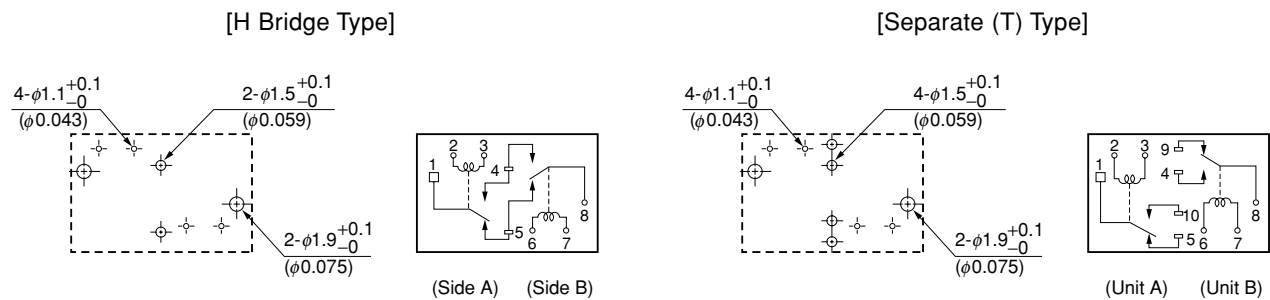 [H Bridge Type]
[Separate (T) Type]
4-ϕ1.1+0.1 −0
(ϕ0.043)
2-ϕ1.5+0.1 −0
(ϕ0.059)
2-ϕ1.9+0.1 −0
(ϕ0.075)
1
2
3
4
5
6
7
8
(Side A)
(Side B)
4-ϕ1.1+0.1 −0
(ϕ0.043)
4-ϕ1.5+0.1 −0
(ϕ0.059)
2-ϕ1.9+0.1 −0
(ϕ0.075)
1
2
3
9
4
10
5
6
7
8
(Unit A)
(Unit B)